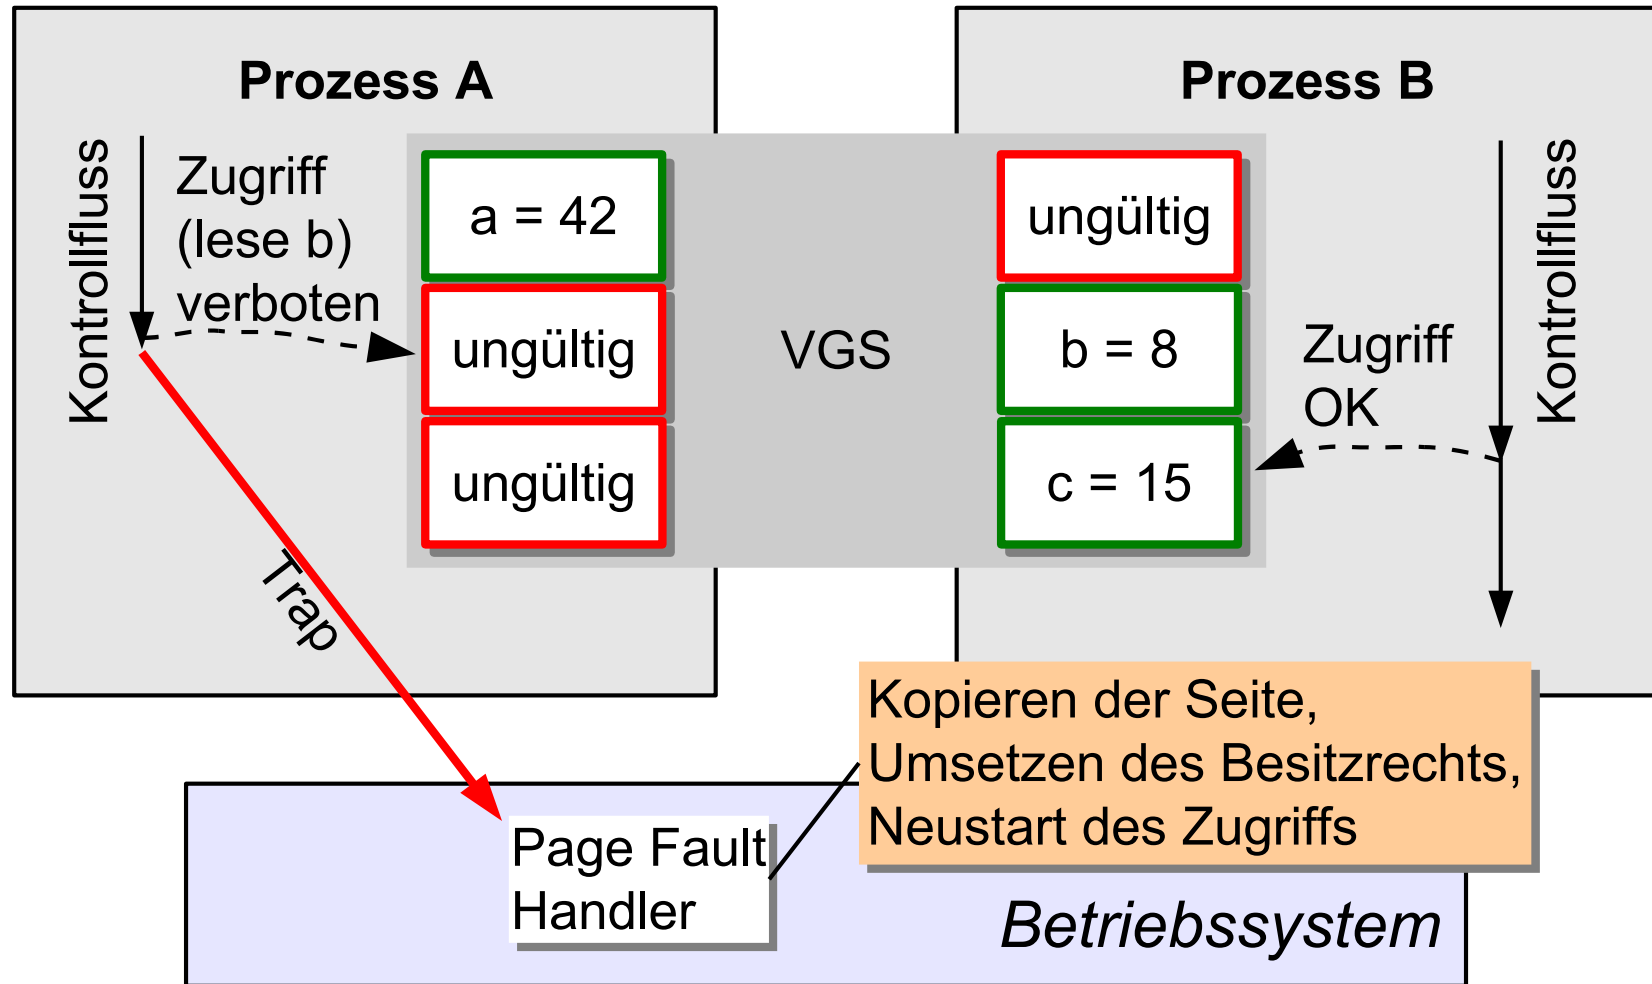 Prozess A
Kontrollfluss
Zugriff
(lese b)
verboten
a = 42
ungültig
ungültig
VGS
Prozess B
ungültig
b = 8
c = 15
Zugriff
OK
Kontrollfluss
Trap
Kopieren der Seite,
Umsetzen des Besitzrechts,
Neustart des Zugriffs
Page Fault
Handler
Betriebssystem